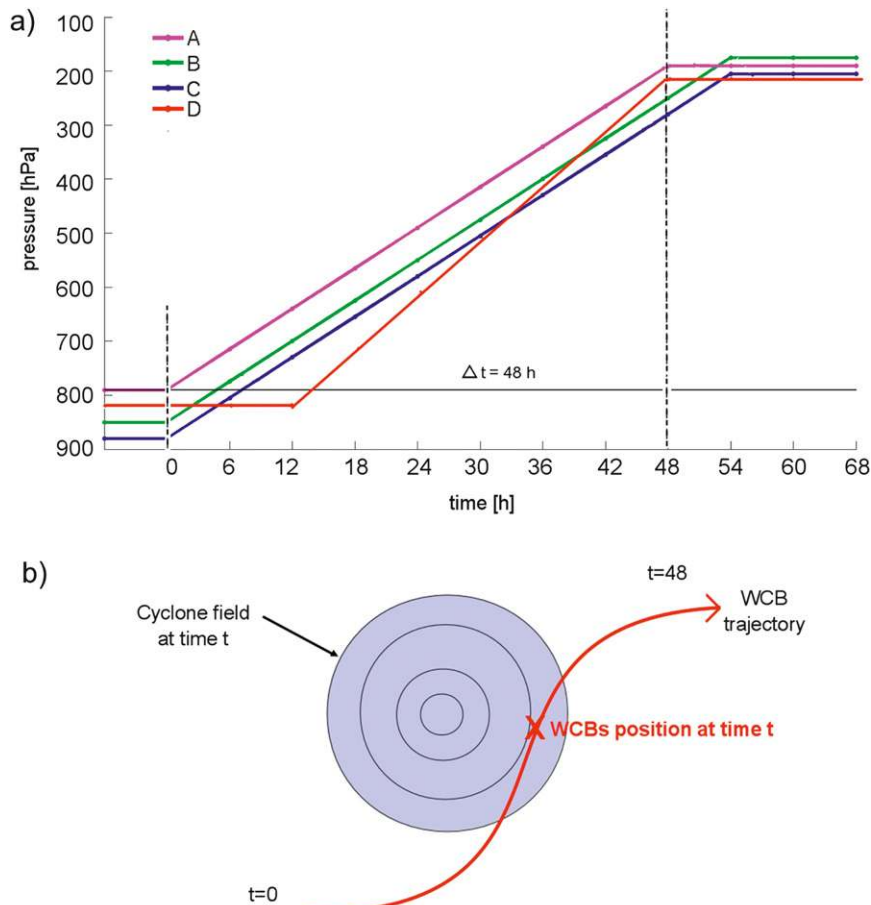 a)
100
200
300
400
500
600
700
800
900
pressure [hPa]
A
B
C
D
△ t = 48 h
0 6 12 18 24 30 36 42 48 54 60 68
time [h]
b)
Cyclone field
at time t
t=48
WCB
trajectory
WCBs position at time t
t=0